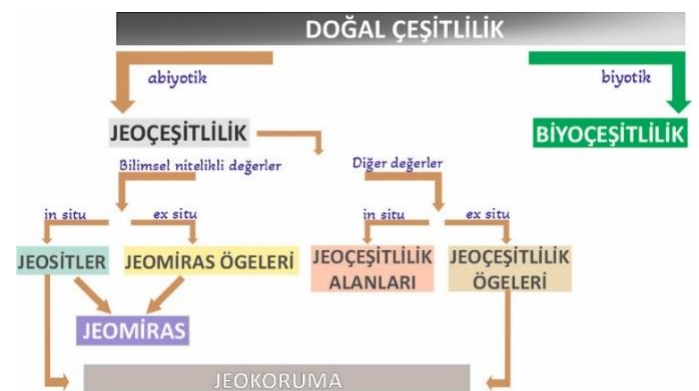 DOĞAL ÇEŞİTLİLİK
abiyotik
biyotik
JEOÇEŞİTLİLİK
BİYOÇEŞİTLİLİK
Bilimsel nitelikli değerler
Diğer değerler
in situ
ex situ
in situ
ex situ
JEOSİTLER
JEOMİRAS ÖGELERİ
JEOÇEŞİTLİLİK
ALANLARI
JEOÇEŞİTLİLİK
ÖGELERİ
JEOMİRAS
JEOKORUMA